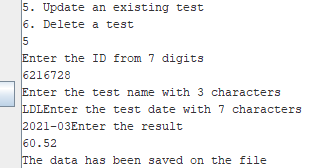 5. Update an existing test
6. Delete a test
5
Enter the ID from 7 digits
6216728
Enter the test name with 3 characters
LDLEnter the test date with 7 characters
2021-03Enter the result
60.52
The data has been saved on the file